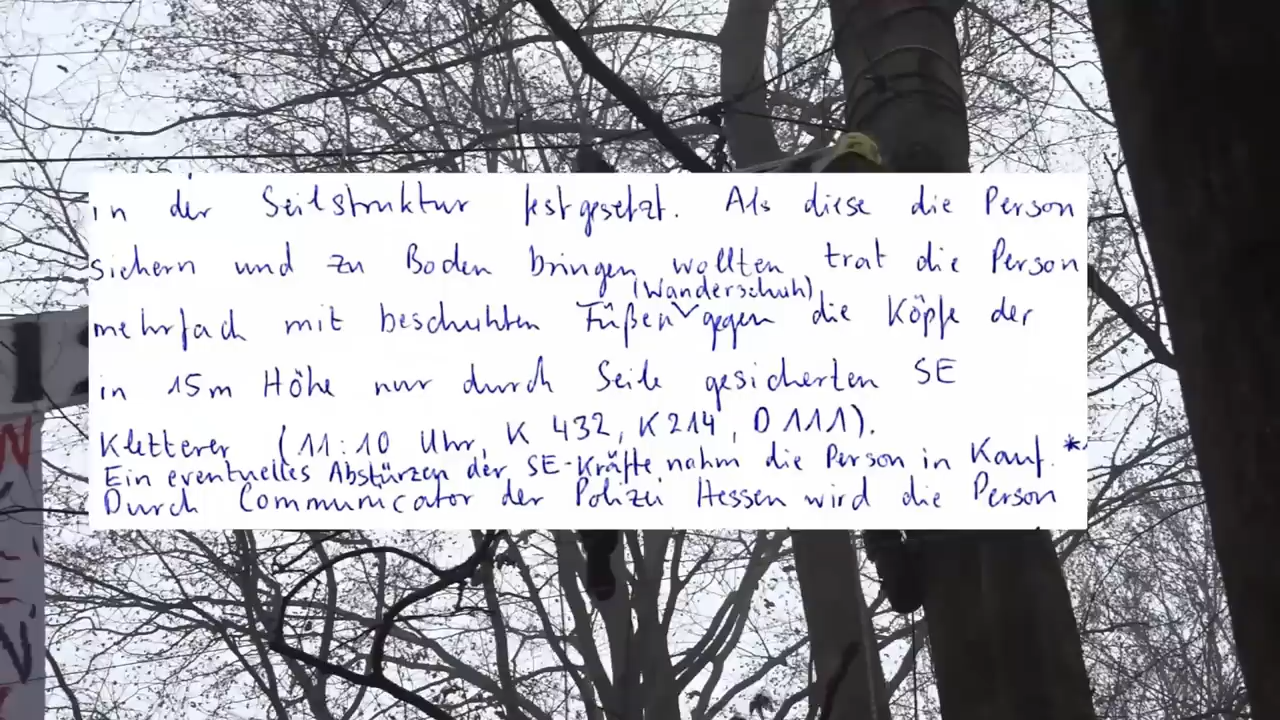 in der Seilstruktur festgesetzt. Als diese die Person
sichern und zu Boden bringen wollten trat die Person
(Wanderschuh)
mehrfach mit beschuhten Füßen gegen die Köpfe der
in 15m Höhe nur durch Seile gesicherten SE
Kletterer (11:10 Uhr, K 432, K 214, D 111).
Ein eventuelles Abstürzen der SE-Kräfte nahm die Person in Kauf.*
Durch Communicator der Polizei Hessen wird die Person